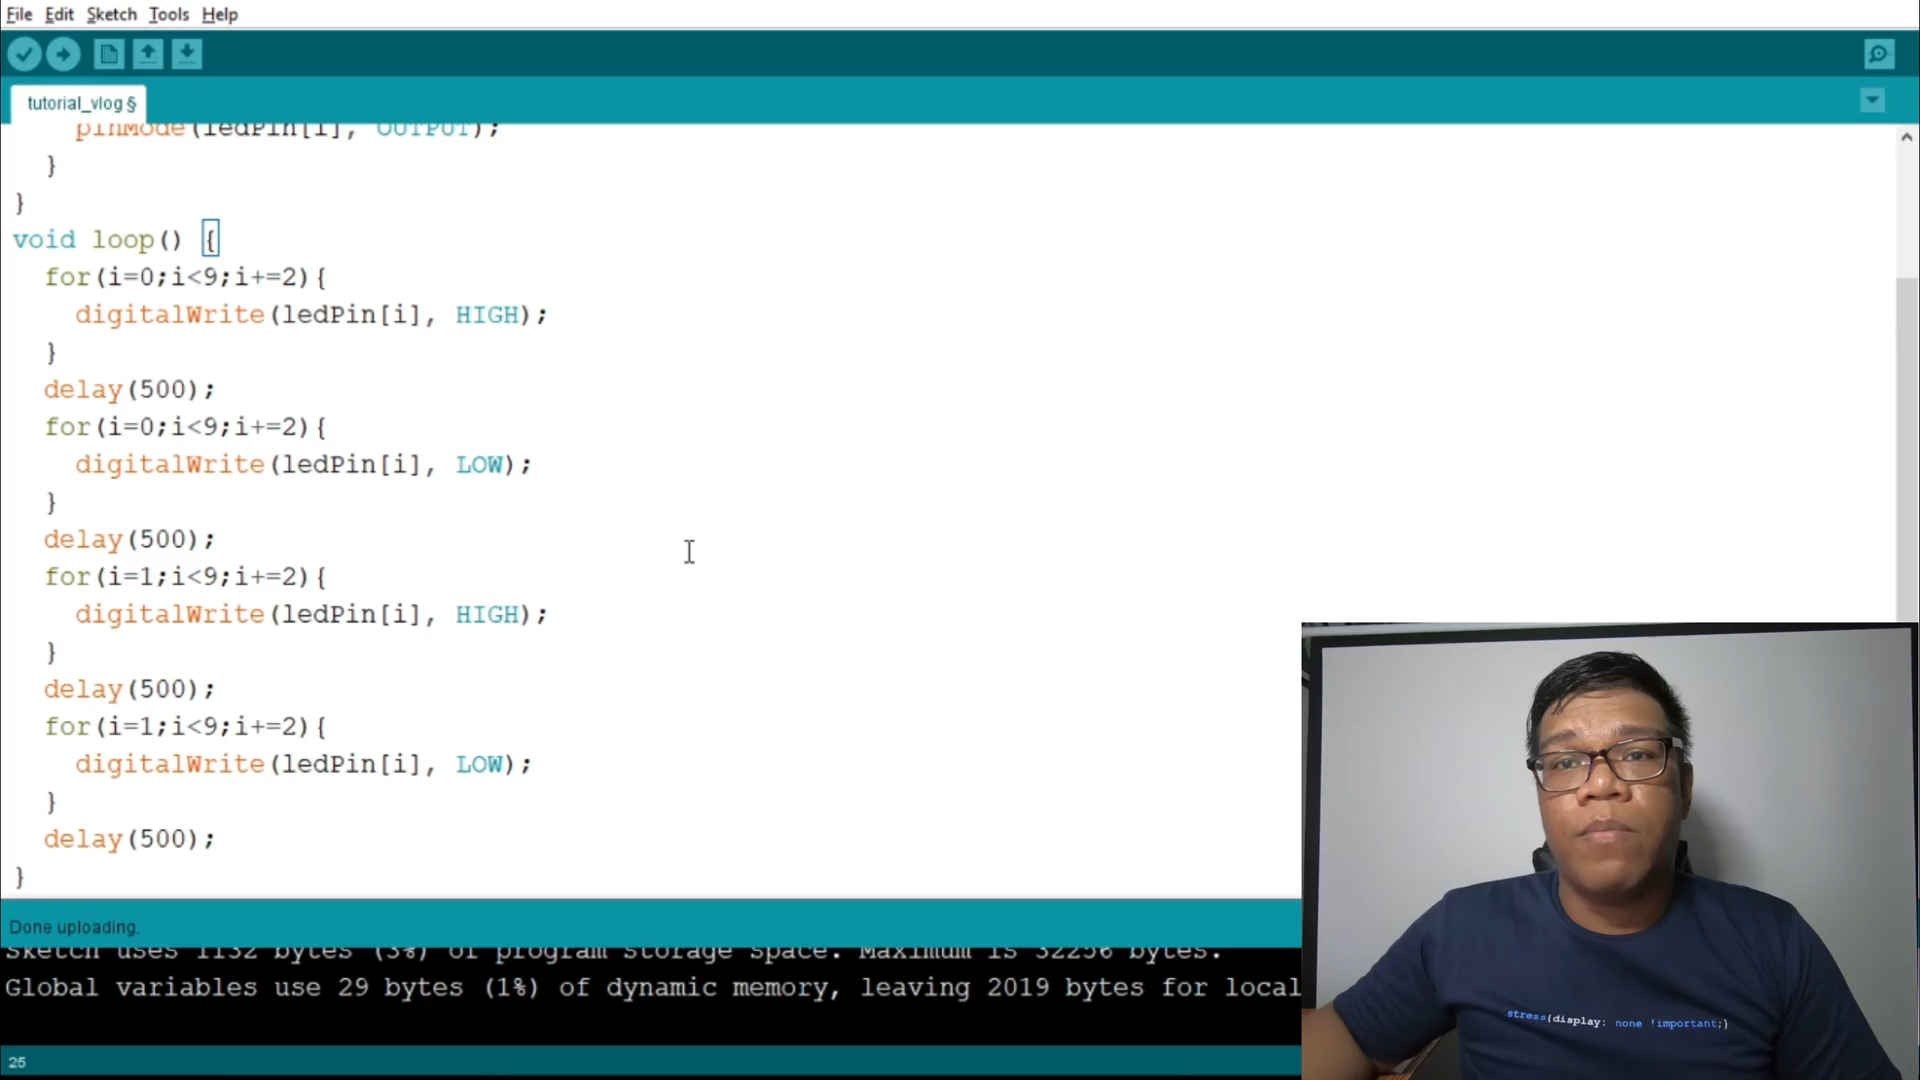 File Edit Sketch Tools Help
tutorial_vlog §
pinMode(ledPin[i], OUTPUT);
}
}
void loop() {
for(i=0;i<9;i+=2){
digitalWrite(ledPin[i], HIGH);
}
delay(500);
for(i=0;i<9;i+=2){
digitalWrite(ledPin[i], LOW);
}
delay(500);
for(i=1;i<9;i+=2){
digitalWrite(ledPin[i], HIGH);
}
delay(500);
for(i=1;i<9;i+=2){
digitalWrite(ledPin[i], LOW);
}
delay(500);
}
Done uploading.
Sketch uses 1132 bytes (3%) of program storage space. Maximum is 32256 bytes.
Global variables use 29 bytes (1%) of dynamic memory, leaving 2019 bytes for local
25
stress{display: none !important;}